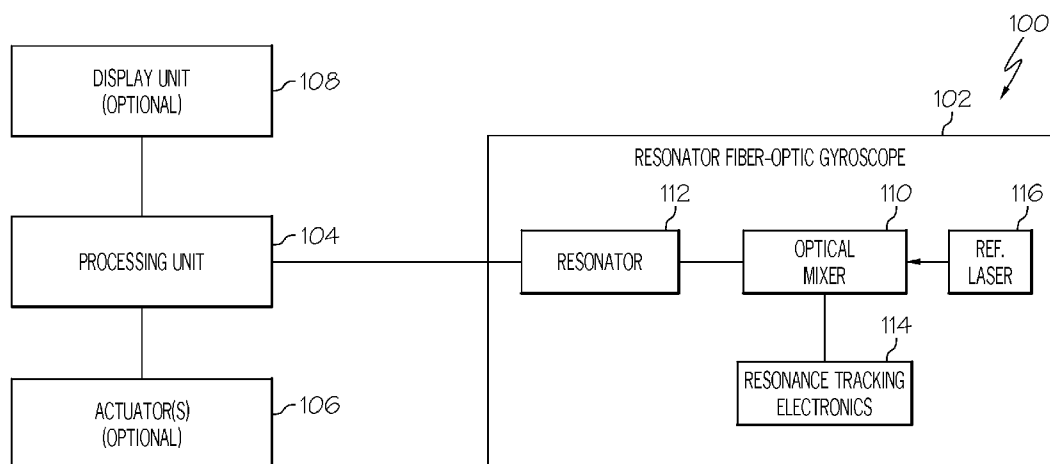 100
DISPLAY UNIT
(OPTIONAL)
108
102
RESONATOR FIBER-OPTIC GYROSCOPE
PROCESSING UNIT
104
112
RESONATOR
110
OPTICAL
MIXER
116
REF.
LASER
114
RESONANCE TRACKING
ELECTRONICS
ACTUATOR(S)
(OPTIONAL)
106